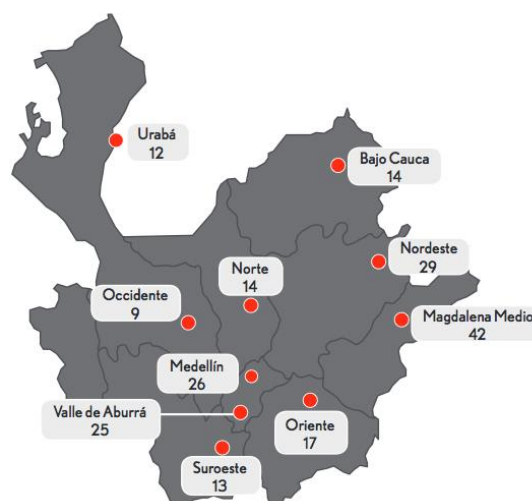 Urabá
12
Bajo Cauca
14
Nordeste
29
Norte
14
Occidente
9
Magdalena Medio
42
Medellín
26
Valle de Aburrá
25
Oriente
17
Suroeste
13